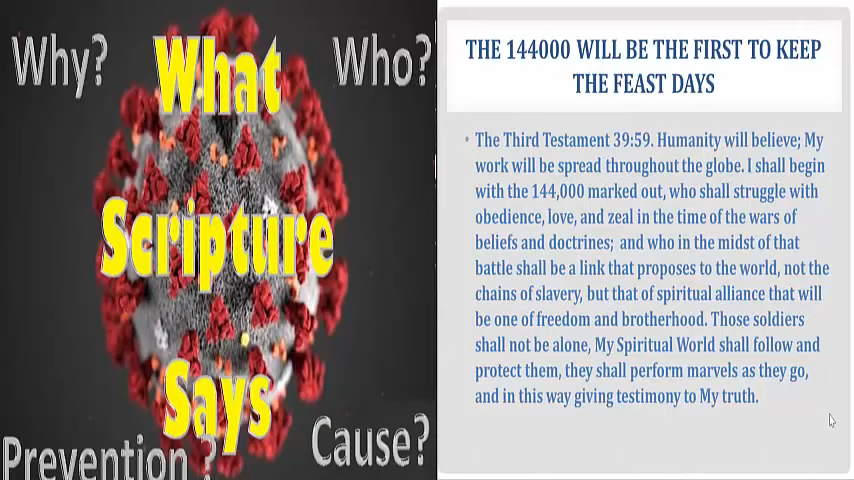 Why?
What
Who?
Scripture
Says
Prevention ?
Cause?
THE 144000 WILL BE THE FIRST TO KEEP
THE FEAST DAYS
• The Third Testament 39:59. Humanity will believe; My
work will be spread throughout the globe. I shall begin
with the 144,000 marked out, who shall struggle with
obedience, love, and zeal in the time of the wars of
beliefs and doctrines; and who in the midst of that
battle shall be a link that proposes to the world, not the
chains of slavery, but that of spiritual alliance that will
be one of freedom and brotherhood. Those soldiers
shall not be alone, My Spiritual World shall follow and
protect them, they shall perform marvels as they go,
and in this way giving testimony to My truth.